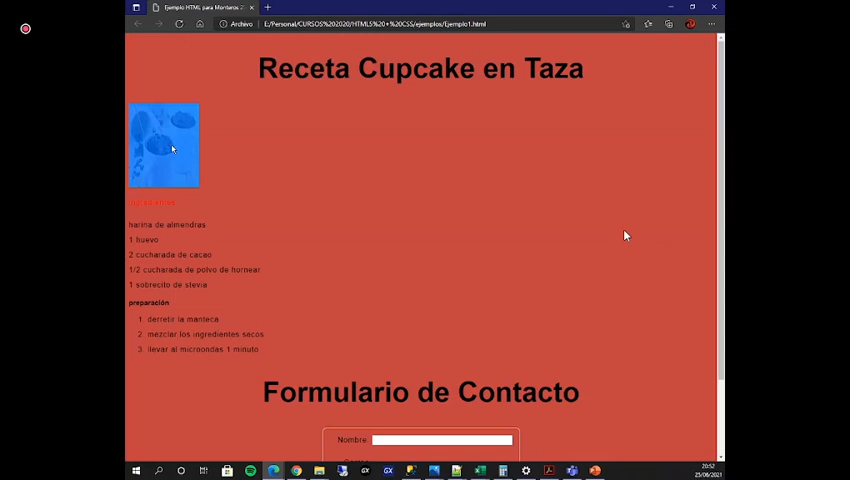 Ejemplo HTML para Monteros 2
Archivo
E:/Personal/CURSOS%202020/HTML5%20+%20CSS/ejemplos/Ejemplo1.html
Receta Cupcake en Taza
harina de almendras
1 huevo
2 cucharada de cacao
1/2 cucharada de polvo de hornear
1 sobrecito de stevia
preparación
1. derretir la manteca
2. mezclar los ingredientes secos
3. llevar al microondas 1 minuto
Formulario de Contacto
Nombre:
20:52
25/06/2021